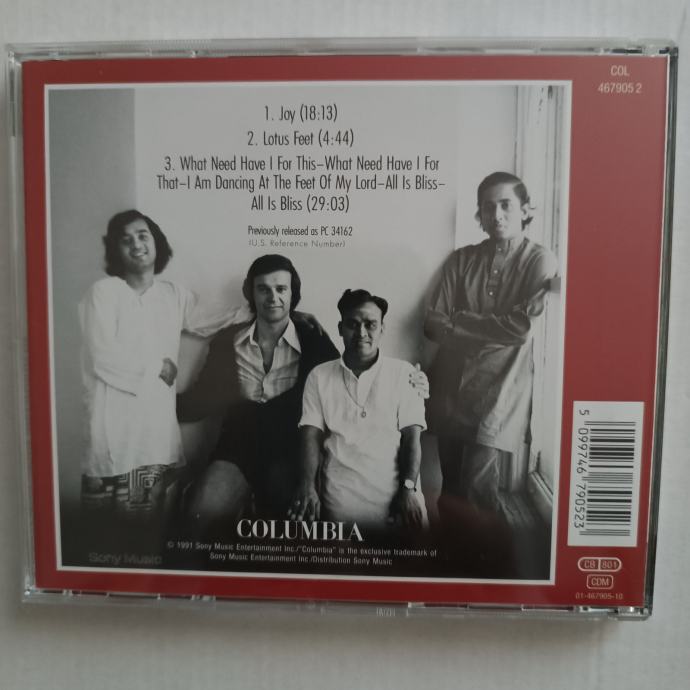 COL
467905 2
1. Joy (18:13)
2. Lotus Feet (4:44)
3. What Need Have I For This–What Need Have I For
That–I Am Dancing At The Feet Of My Lord–All Is Bliss–
All Is Bliss (29:03)
Previously released as PC 34162
(U.S. Reference Number)
5 099746 790523
COLUMBIA
© 1991 Sony Music Entertainment Inc./"Columbia" is the exclusive trademark of
Sony Music Entertainment Inc./Distribution Sony Music
Sony Music
CB 801
CDM
01-467905-10